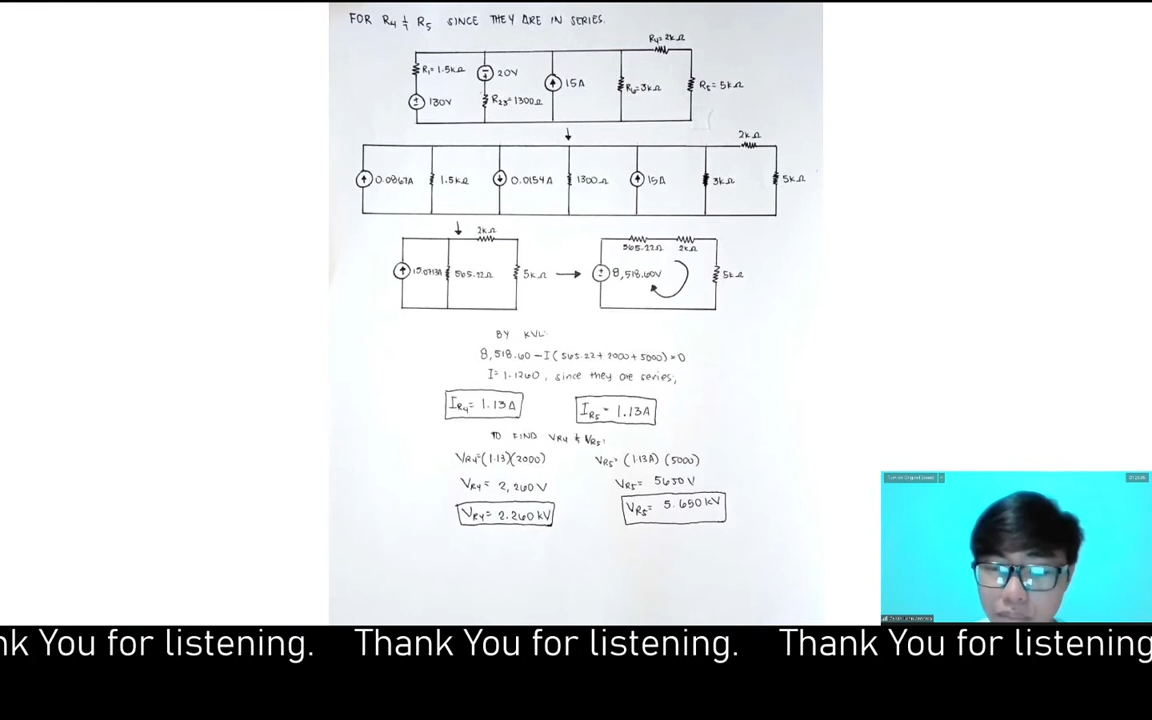 FOR R4 & R5 SINCE THEY ARE IN SERIES.
R4=2kΩ
R1=1.5kΩ
20V
15A
R6=3kΩ
R5=5kΩ
130V
R23=1300Ω
2kΩ
0.0867A
1.5kΩ
0.0154A
1300Ω
15A
3kΩ
5kΩ
2kΩ
565.22Ω
2kΩ
15.0713A
565.22Ω
5kΩ
8,518.60V
5kΩ
BY KVL:
8,518.60 - I(565.22 + 2000 + 5000) = 0
I = 1.1260, since they are series;
IR4 = 1.13A
IR5 = 1.13A
TO FIND VR4 & VR5:
VR4=(1.13)(2000)
VR5= (1.13A) (5000)
VR4 = 2,260V
VR5= 5650 V
VR4= 2.260 kV
VR5= 5.650 kV
nk You for listening. Thank You for listening. Thank You for listening